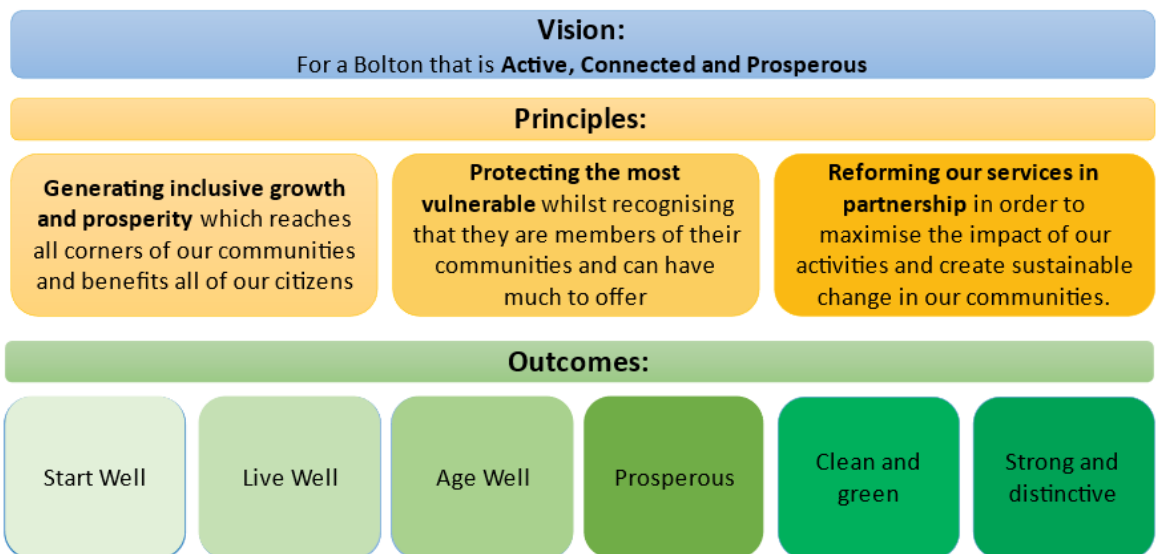 Vision:
For a Bolton that is Active, Connected and Prosperous
Principles:
Generating inclusive growth
and prosperity which reaches
all corners of our communities
and benefits all of our citizens
Protecting the most
vulnerable whilst recognising
that they are members of their
communities and can have
much to offer
Reforming our services in
partnership in order to
maximise the impact of our
activities and create sustainable
change in our communities.
Outcomes:
Start Well
Live Well
Age Well
Prosperous
Clean and
green
Strong and
distinctive